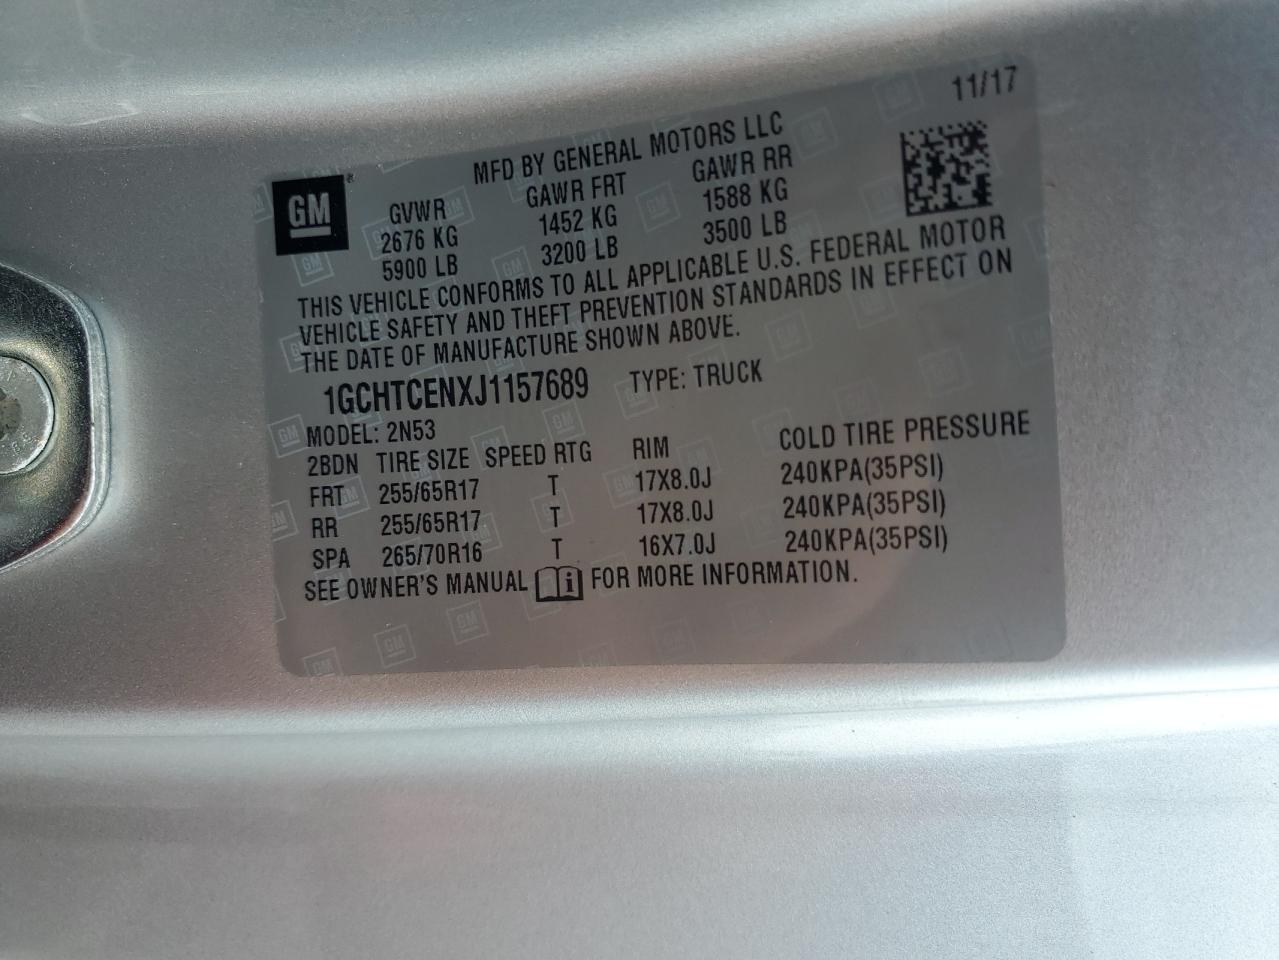 11/17
MFD BY GENERAL MOTORS LLC
GM
GVWR GAWR FRT GAWR RR
2676 KG 1452 KG 1588 KG
5900 LB 3200 LB 3500 LB
THIS VEHICLE CONFORMS TO ALL APPLICABLE U.S. FEDERAL MOTOR
VEHICLE SAFETY AND THEFT PREVENTION STANDARDS IN EFFECT ON
THE DATE OF MANUFACTURE SHOWN ABOVE.
1GCHTCENXJ1157689 TYPE: TRUCK
MODEL: 2N53
2BDN TIRE SIZE SPEED RTG RIM COLD TIRE PRESSURE
FRT 255/65R17 T 17X8.0J 240KPA(35PSI)
RR 255/65R17 T 17X8.0J 240KPA(35PSI)
SPA 265/70R16 T 16X7.0J 240KPA(35PSI)
SEE OWNER'S MANUAL FOR MORE INFORMATION.